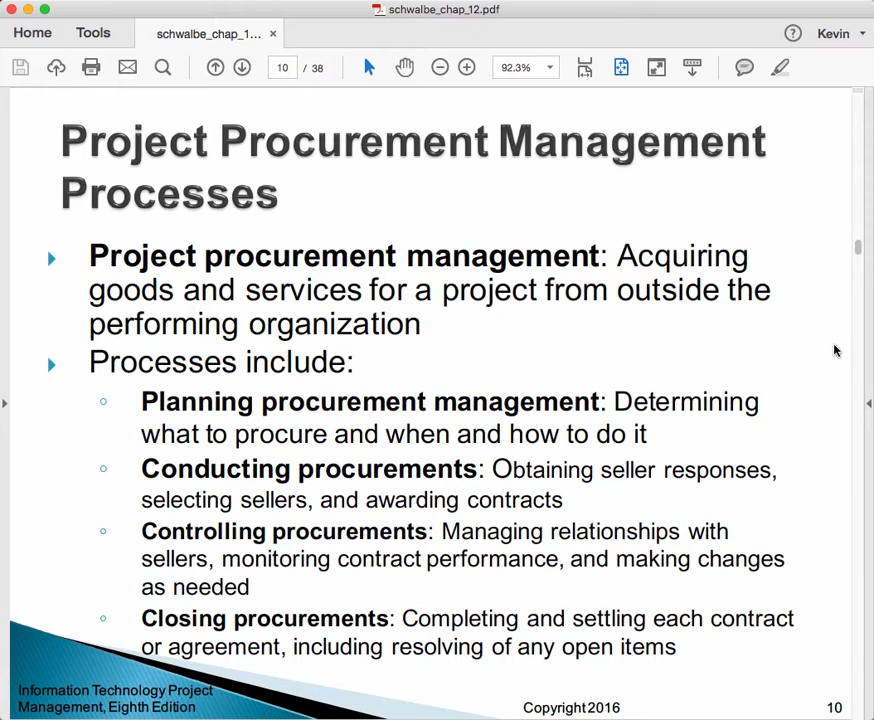 schwalbe_chap_12.pdf
Home Tools schwalbe_chap_1... × ? Kevin
10 / 38 92.3%
Project Procurement Management
Processes
Project procurement management: Acquiring
goods and services for a project from outside the
performing organization
Processes include:
Planning procurement management: Determining
what to procure and when and how to do it
Conducting procurements: Obtaining seller responses,
selecting sellers, and awarding contracts
Controlling procurements: Managing relationships with
sellers, monitoring contract performance, and making changes
as needed
Closing procurements: Completing and settling each contract
or agreement, including resolving of any open items
Information Technology Project
Management, Eighth Edition
Copyright 2016
10